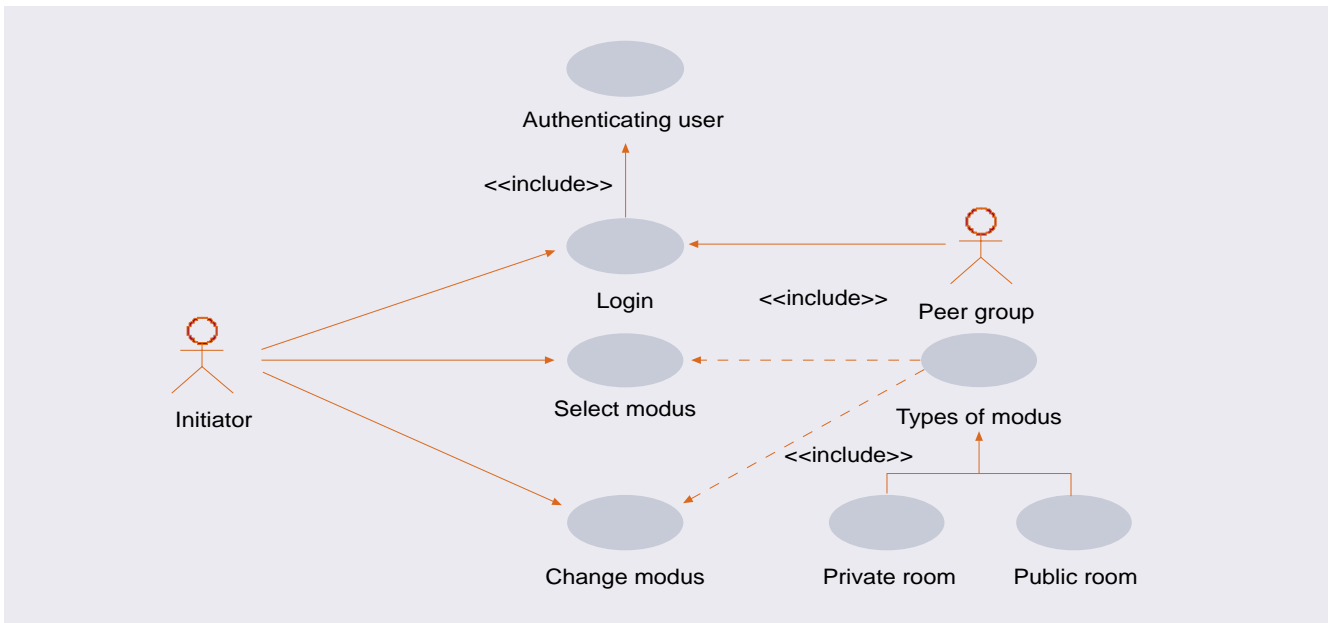 Authenticating user
<<include>>
Login
<<include>>
Peer group
Initiator
Select modus
Types of modus
<<include>>
Change modus
Private room
Public room